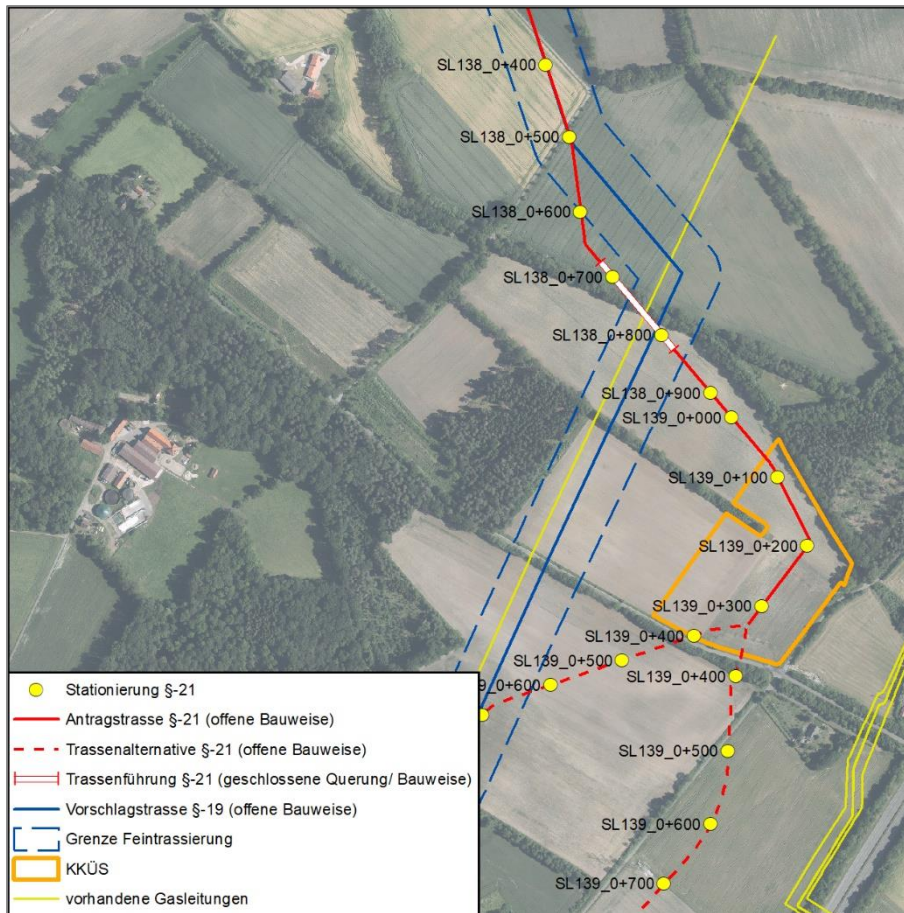 SL138_0+400
SL138_0+500
SL138_0+600
SL138_0+700
SL138_0+800
SL138_0+900
SL139_0+000
SL139_0+100
SL139_0+200
SL139_0+300
SL139_0+400
SL139_0+500
SL139_0+400
9_0+600
SL139_0+500
SL139_0+600
SL139_0+700
Stationierung §-21
Antragstrasse §-21 (offene Bauweise)
Trassenalternative §-21 (offene Bauweise)
Trassenführung §-21 (geschlossene Querung/ Bauweise)
Vorschlagstrasse §-19 (offene Bauweise)
Grenze Feintrassierung
KKÜS
vorhandene Gasleitungen